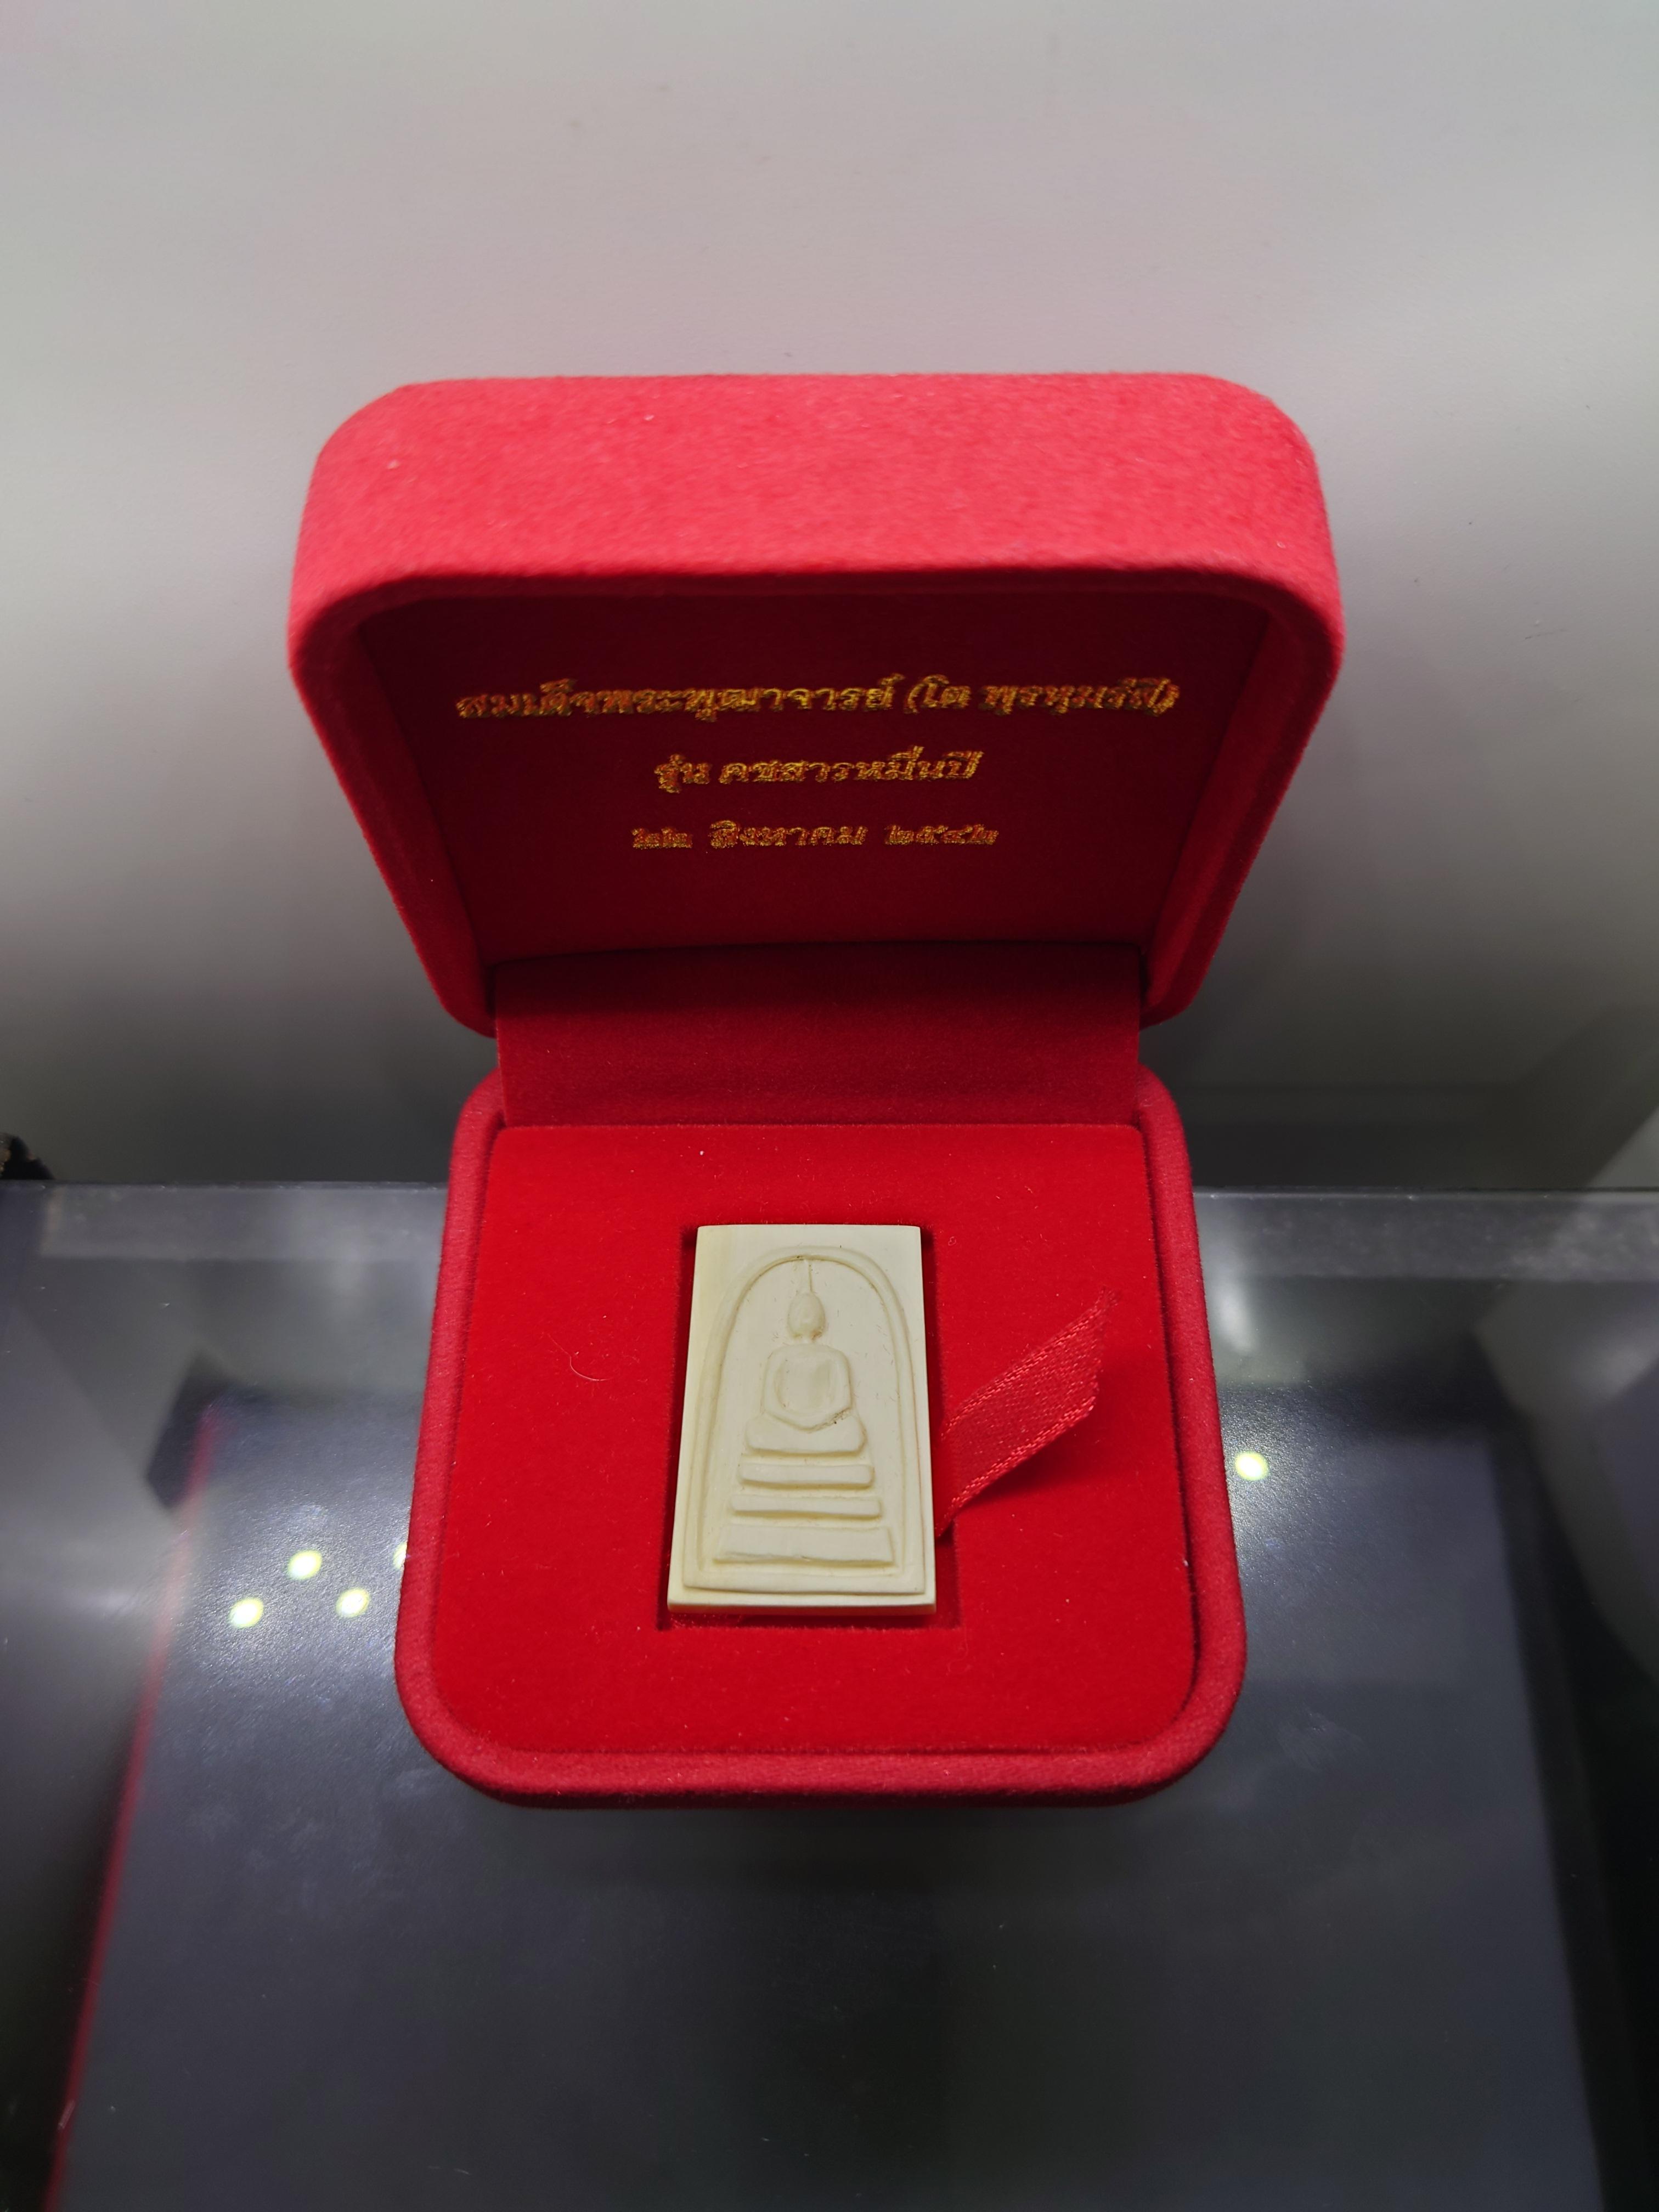 สมเด็จพระพุฒาจารย์ (โต พฺรหฺมรํสี)
รุ่น คชสารหมื่นปี
๒๒ สิงหาคม ๒๕๔๒